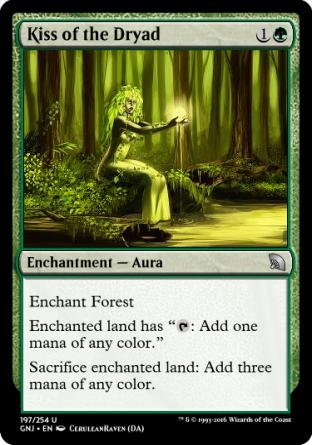 Kiss of the Dryad 1
Enchantment — Aura
Enchant Forest
Enchanted land has “: Add one
mana of any color.”
Sacrifice enchanted land: Add three
mana of any color.
197/254 U
GNJ • EN CeruleanRaven (DA)
™ & © 1993-2016 Wizards of the Coast